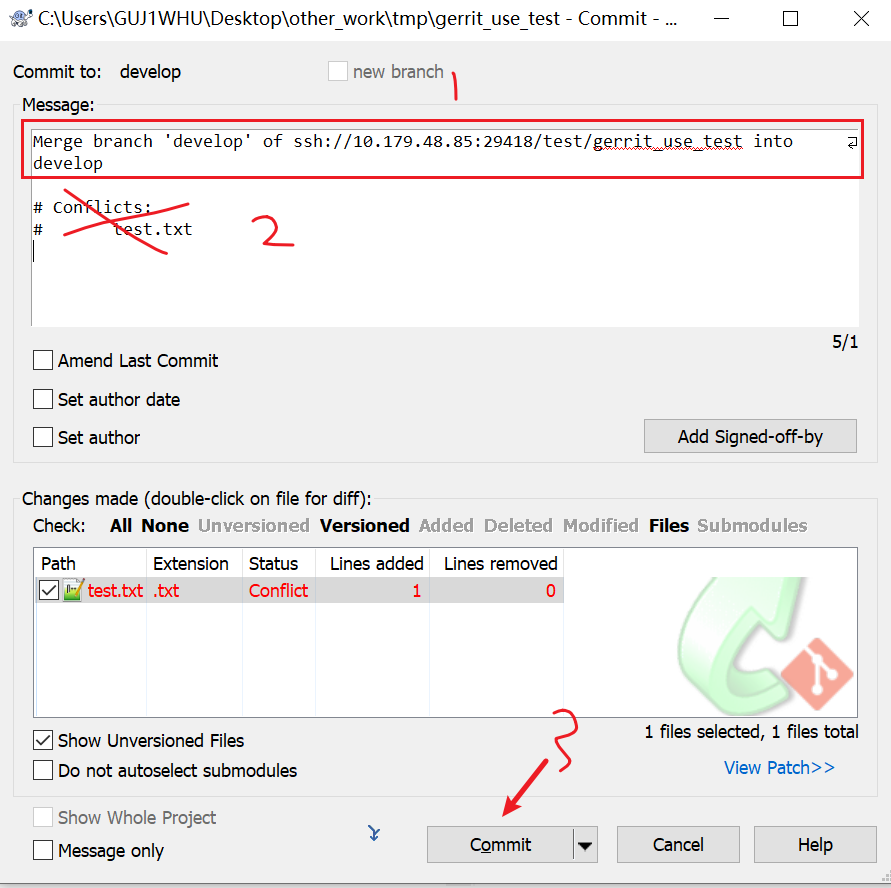 C:\Users\GUJ1WHU\Desktop\other_work\tmp\gerrit_use_test - Commit - ...
Commit to: develop new branch
1
Message:
Merge branch 'develop' of ssh://10.179.48.85:29418/test/gerrit_use_test into
develop
# Conflicts:
# test.txt
2
5/1
Amend Last Commit
Set author date
Set author
Add Signed-off-by
Changes made (double-click on file for diff):
Check: All None Unversioned Versioned Added Deleted Modified Files Submodules
Path Extension Status Lines added Lines removed
test.txt .txt Conflict 1 0
3
Show Unversioned Files
1 files selected, 1 files total
Do not autoselect submodules
View Patch>>
Show Whole Project
Message only
Commit Cancel Help